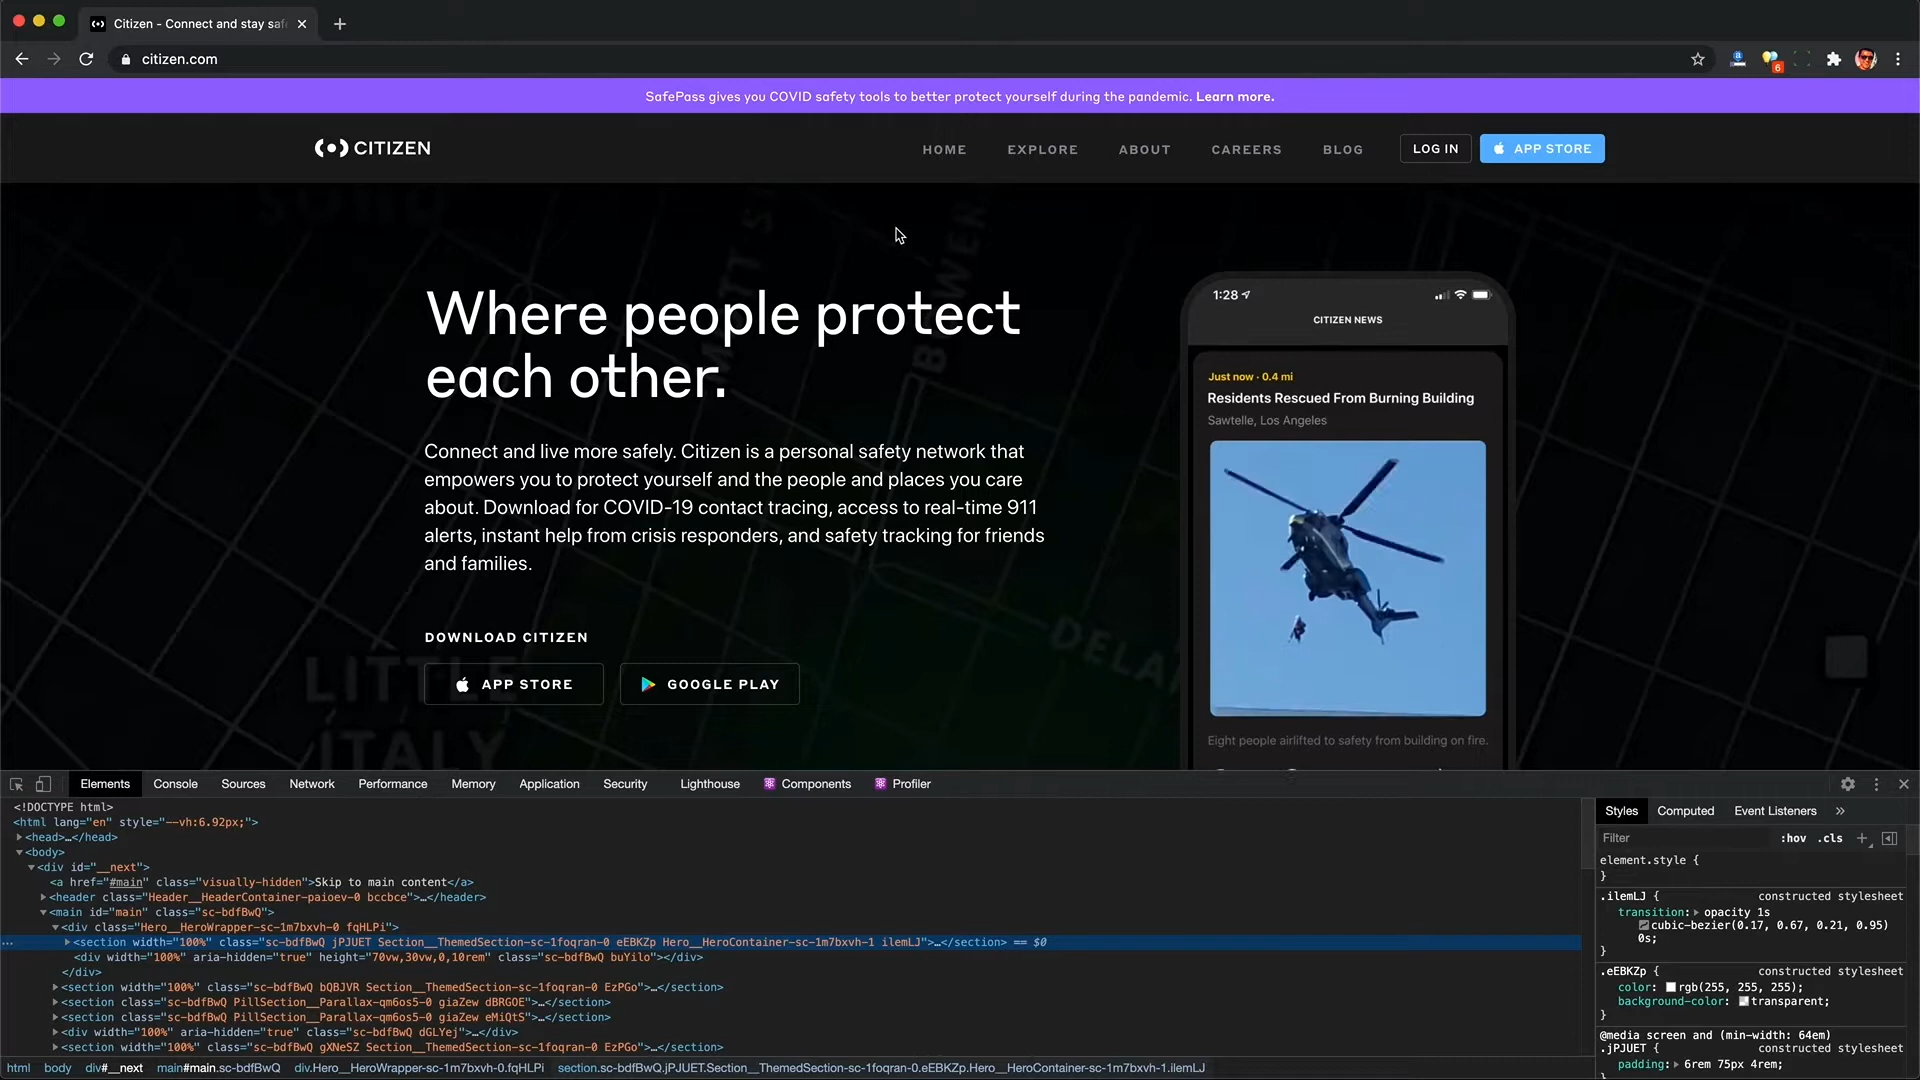 Citizen - Connect and stay safe
citizen.com
6
SafePass gives you COVID safety tools to better protect yourself during the pandemic. Learn more.
CITIZEN
HOME EXPLORE ABOUT CAREERS BLOG LOG IN APP STORE
Where people protect
each other.
Connect and live more safely. Citizen is a personal safety network that
empowers you to protect yourself and the people and places you care
about. Download for COVID-19 contact tracing, access to real-time 911
alerts, instant help from crisis responders, and safety tracking for friends
and families.
DOWNLOAD CITIZEN
APP STORE GOOGLE PLAY
LITTLE
ITALY
1:28
CITIZEN NEWS
Just now · 0.4 mi
Residents Rescued From Burning Building
Sawtelle, Los Angeles
Eight people airlifted to safety from building on fire.
Elements Console Sources Network Performance Memory Application Security Lighthouse Components Profiler
<!DOCTYPE html>
<html lang="en" style="--vh:6.92px;">
<head>…</head>
<body>
<div id="__next">
<a href="#main" class="visually-hidden">Skip to main content</a>
<header class="Header__HeaderContainer-paioev-0 bccbce">…</header>
<main id="main" class="sc-bdfBwQ">
<div class="Hero__HeroWrapper-sc-1m7bxvh-0 fqHLPi">
<section width="100%" class="sc-bdfBwQ jPJUET Section__ThemedSection-sc-1foqran-0 eEBKZp Hero__HeroContainer-sc-1m7bxvh-1 ilemLJ">…</section> == $0
<div width="100%" aria-hidden="true" height="70vw,30vw,0,10rem" class="sc-bdfBwQ buYilo"></div>
</div>
<section width="100%" class="sc-bdfBwQ bQBJVR Section__ThemedSection-sc-1foqran-0 EzPGo">…</section>
<section class="sc-bdfBwQ PillSection__Parallax-qm6os5-0 giaZew dBRGOE">…</section>
<section class="sc-bdfBwQ PillSection__Parallax-qm6os5-0 giaZew eMiQtS">…</section>
<div width="100%" aria-hidden="true" class="sc-bdfBwQ dGLYej">…</div>
<section width="100%" class="sc-bdfBwQ gXNeSZ Section__ThemedSection-sc-1foqran-0 EzPGo">…</section>
html body div#__next main#main.sc-bdfBwQ div.Hero__HeroWrapper-sc-1m7bxvh-0.fqHLPi section.sc-bdfBwQ.jPJUET.Section__ThemedSection-sc-1foqran-0.eEBKZp.Hero__HeroContainer-sc-1m7bxvh-1.ilemLJ
Styles Computed Event Listeners »
Filter :hov .cls +
element.style {
}
.ilemLJ { constructed stylesheet
transition: opacity 1s
cubic-bezier(0.17, 0.67, 0.21, 0.95)
0s;
}
.eEBKZp { constructed stylesheet
color: rgb(255, 255, 255);
background-color: transparent;
}
@media screen and (min-width: 64em)
.jPJUET { constructed stylesheet
padding: 6rem 75px 4rem;